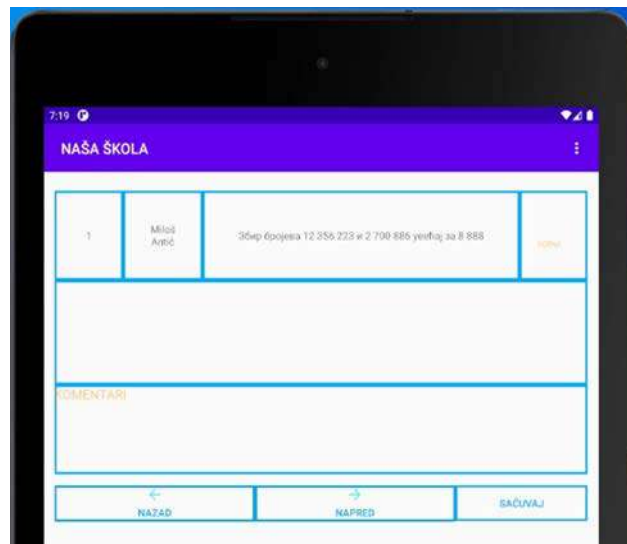 7:19
NAŠA ŠKOLA
1
Miloš
Antić
Збир бројева 12 356 223 и 2 700 886 увећај за 8 888
KOMENTARI
NAZAD
NAPRED
SAČUVAJ